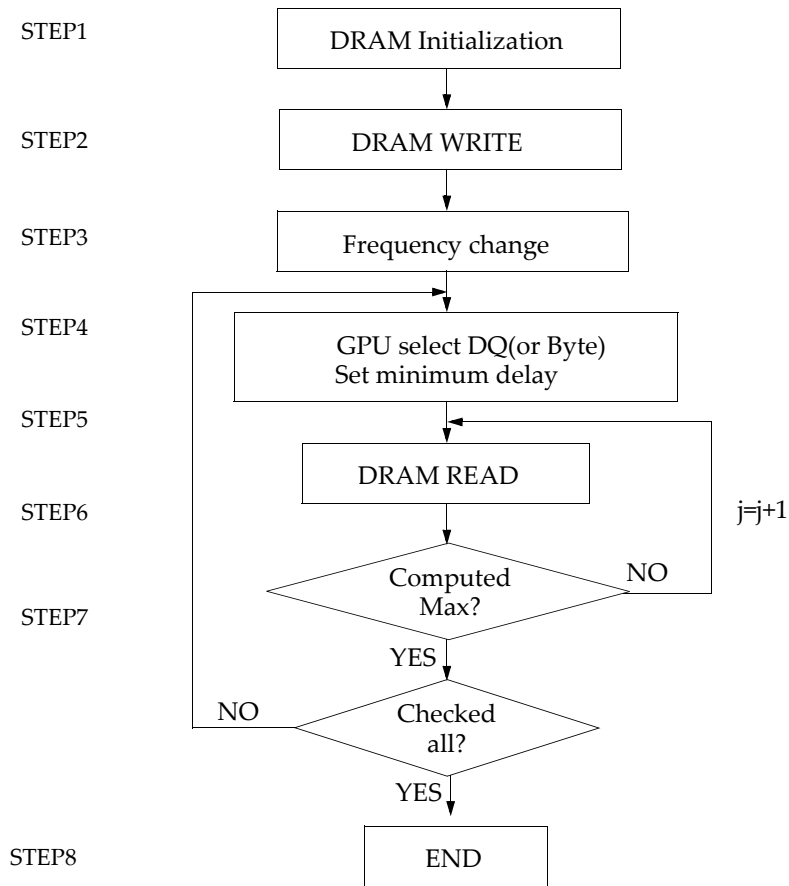 STEP1
DRAM Initialization
STEP2
DRAM WRITE
STEP3
Frequency change
STEP4
GPU select DQ(or Byte)
Set minimum delay
STEP5
DRAM READ
STEP6
j=j+1
Computed
Max?
NO
STEP7
YES
NO
Checked
all?
YES
STEP8
END